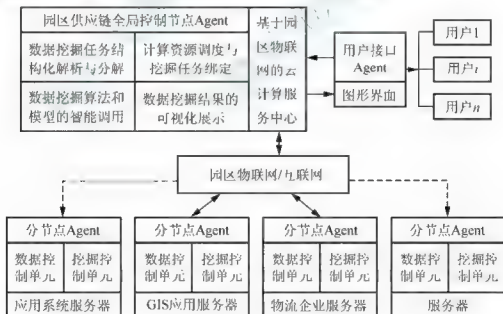 园区供应链全局控制节点Agent
数据挖掘任务结
构化解析与分解
计算资源调度与
挖掘任务绑定
数据挖掘算法和
模型的智能调用
数据挖掘结果的
可视化展示
基于园
区物联
网的云
计算服
务中心
用户接口
Agent
图形界面
用户1
用户i
用户n
园区物联网/互联网
分节点Agent
数据控
制单元
挖掘控
制单元
应用系统服务器
分节点Agent
数据控
制单元
挖掘控
制单元
GIS应用服务器
分节点Agent
数据控
制单元
挖掘控
制单元
物流企业服务器
分节点Agent
数据控
制单元
挖掘控
制单元
服务器